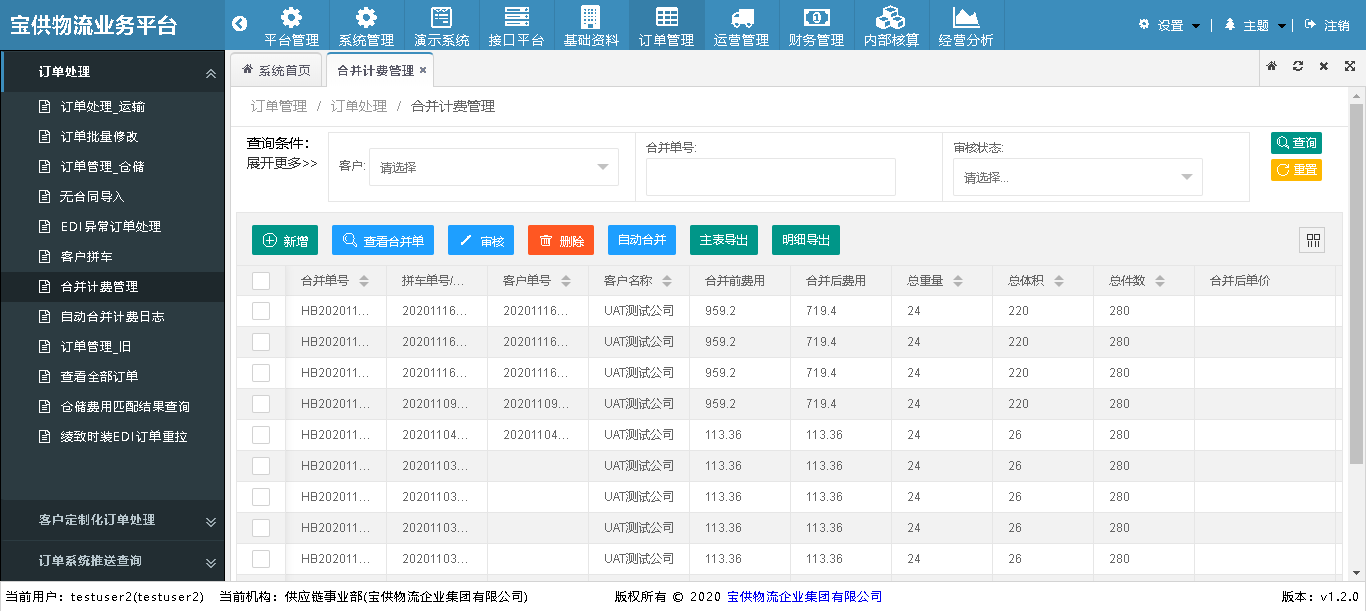 宝供物流业务平台
平台管理 系统管理 演示系统 接口平台 基础资料 订单管理 运营管理 财务管理 内部核算 经营分析
设置 | 主题 | 注销
订单处理
订单处理_运输
订单批量修改
订单管理_仓储
无合同导入
EDI异常订单处理
客户拼车
合并计费管理
自动合并计费日志
订单管理_旧
查看全部订单
仓储费用匹配结果查询
绫致时装EDI订单重拉
客户定制化订单处理
订单系统推送查询
系统首页 合并计费管理 ×
订单管理 / 订单处理 / 合并计费管理
查询条件:
展开更多>>
客户: 请选择
合并单号:
审核状态:
请选择...
查询
重置
新增 查看合并单 审核 删除 自动合并 主表导出 明细导出
合并单号 拼车单号/... 客户单号 客户名称 合并前费用 合并后费用 总重量 总体积 总件数 合并后单价
HB202011... 20201116... 20201116... UAT测试公司 959.2 719.4 24 220 280
HB202011... 20201116... 20201116... UAT测试公司 959.2 719.4 24 220 280
HB202011... 20201116... 20201116... UAT测试公司 959.2 719.4 24 220 280
HB202011... 20201109... 20201109... UAT测试公司 959.2 719.4 24 220 280
HB202011... 20201104... 20201104... UAT测试公司 113.36 113.36 24 26 280
HB202011... 20201103... UAT测试公司 113.36 113.36 24 26 280
HB202011... 20201103... UAT测试公司 113.36 113.36 24 26 280
HB202011... 20201103... UAT测试公司 113.36 113.36 24 26 280
HB202011... 20201103... UAT测试公司 113.36 113.36 24 26 280
当前用户: testuser2(testuser2) 当前机构: 供应链事业部(宝供物流企业集团有限公司) 版权所有 © 2020 宝供物流企业集团有限公司 版本: v1.2.0